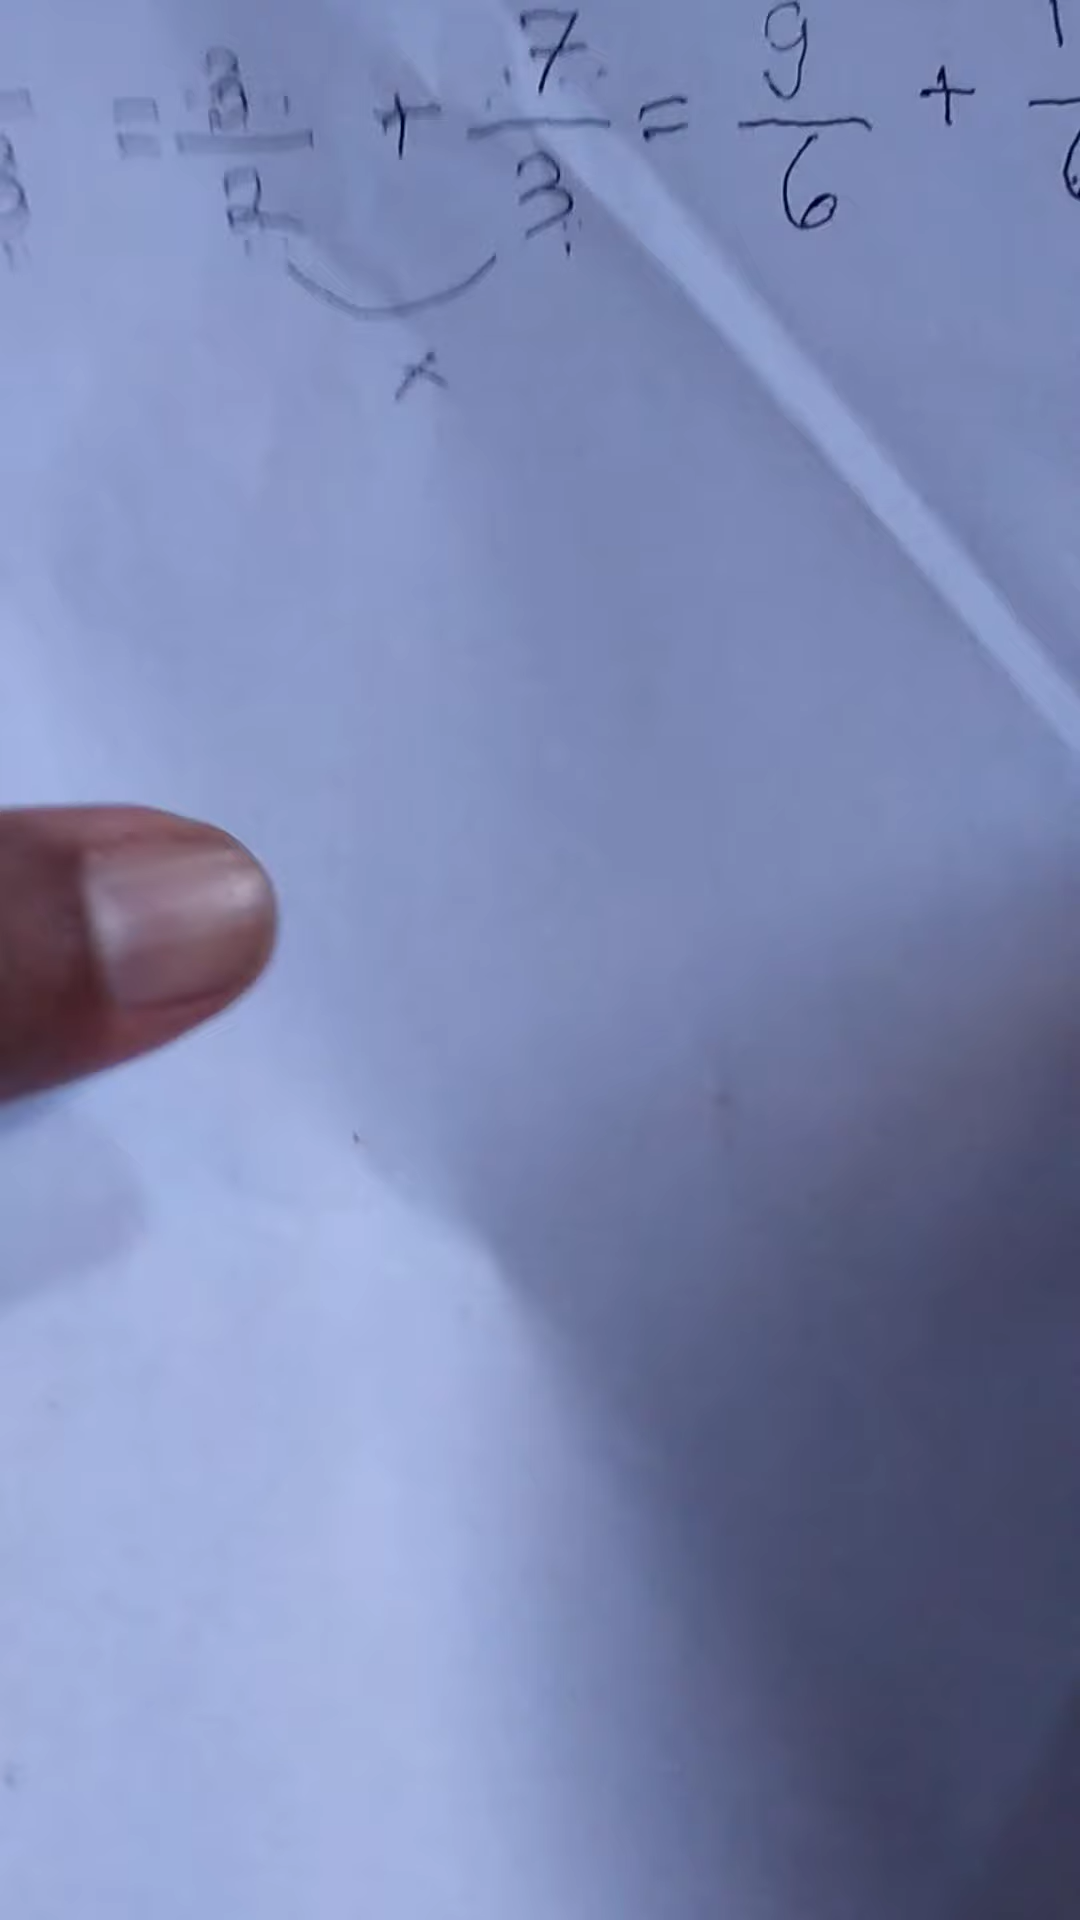 = 3/2 + 7/3 = 9/6 +
×